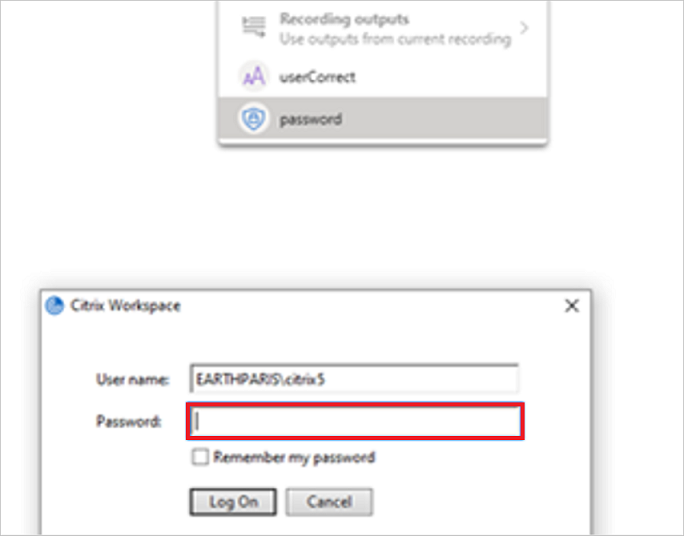 Recording outputs
Use outputs from current recording
AA userCorrect
password
Citrix Workspace
User name: EARTHPARIS\citrix5
Password:
Remember my password
Log On Cancel